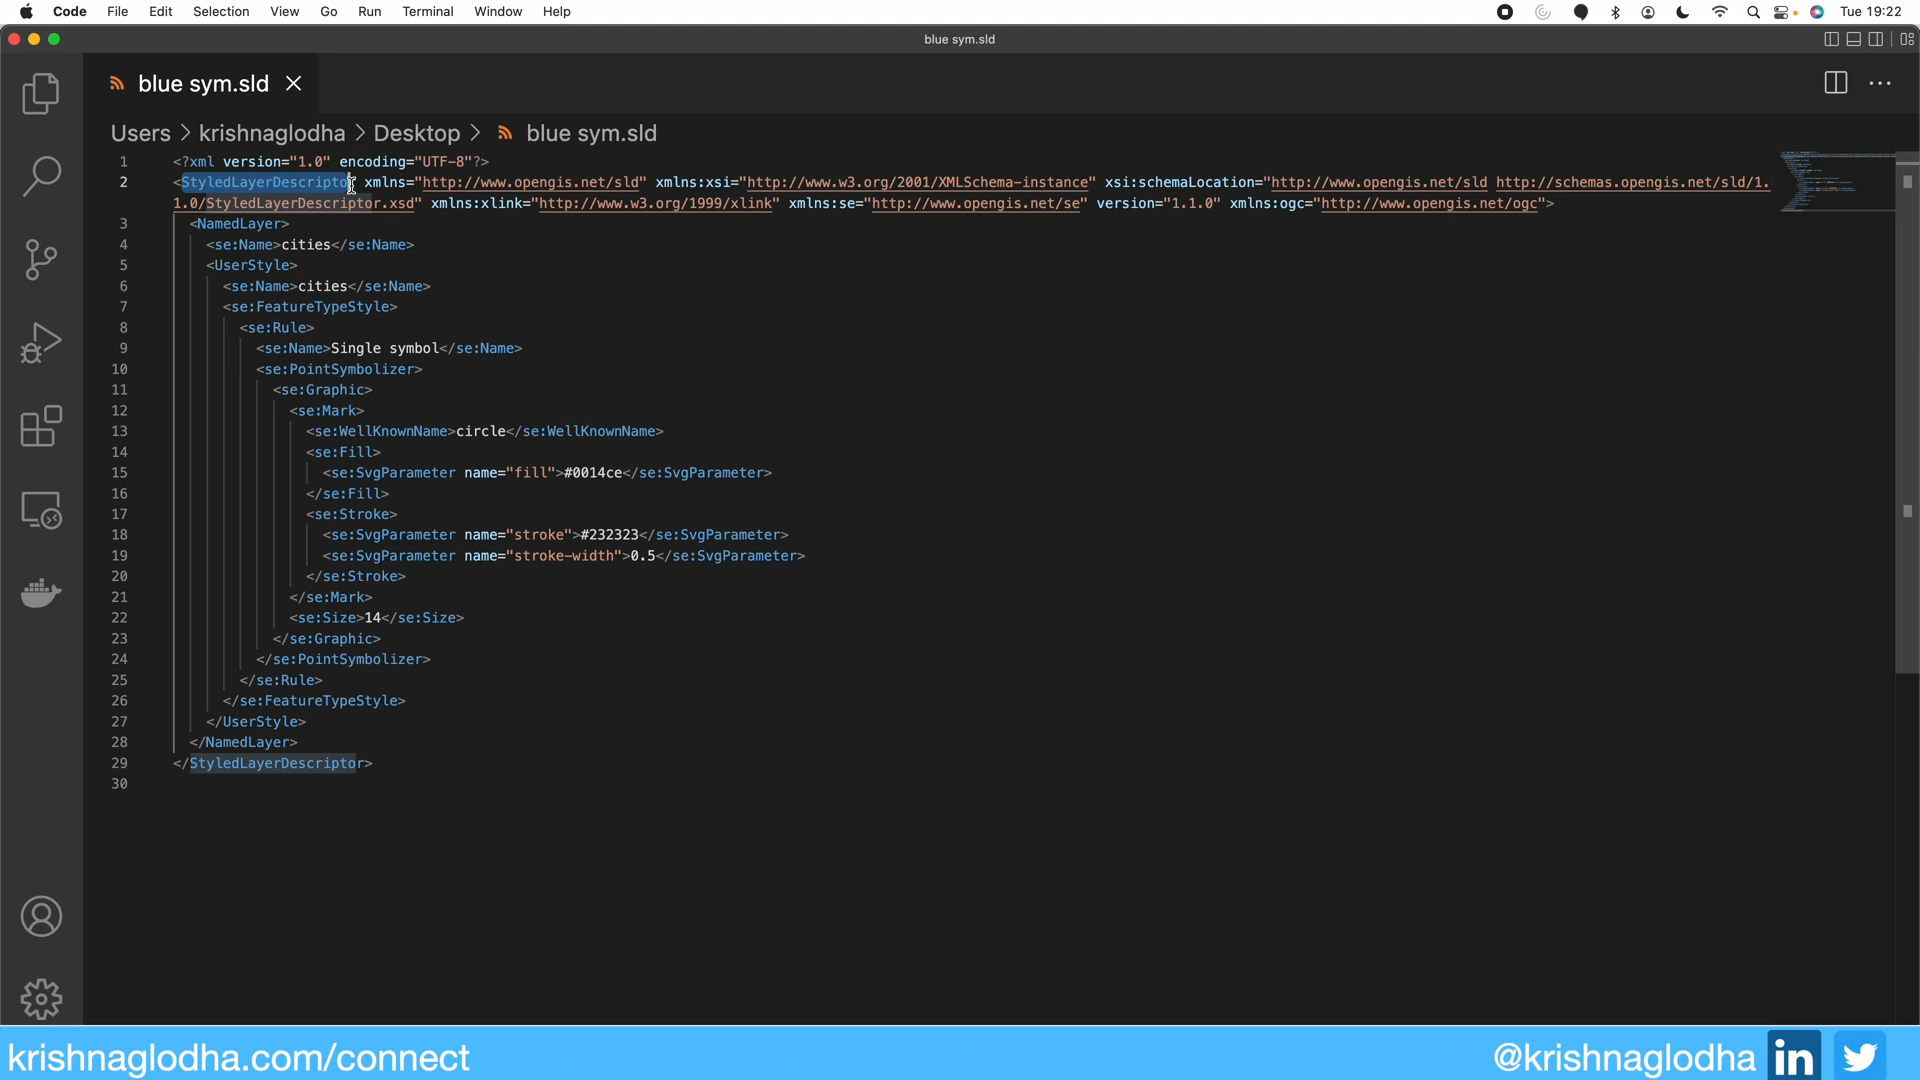 Code File Edit Selection View Go Run Terminal Window Help Tue 19:22
blue sym.sld
blue sym.sld
Users > krishnaglodha > Desktop > blue sym.sld
1 <?xml version="1.0" encoding="UTF-8"?>
2 <StyledLayerDescriptor xmlns="http://www.opengis.net/sld" xmlns:xsi="http://www.w3.org/2001/XMLSchema-instance" xsi:schemaLocation="http://www.opengis.net/sld http://schemas.opengis.net/sld/1.
1.0/StyledLayerDescriptor.xsd" xmlns:xlink="http://www.w3.org/1999/xlink" xmlns:se="http://www.opengis.net/se" version="1.1.0" xmlns:ogc="http://www.opengis.net/ogc">
3 <NamedLayer>
4 <se:Name>cities</se:Name>
5 <UserStyle>
6 <se:Name>cities</se:Name>
7 <se:FeatureTypeStyle>
8 <se:Rule>
9 <se:Name>Single symbol</se:Name>
10 <se:PointSymbolizer>
11 <se:Graphic>
12 <se:Mark>
13 <se:WellKnownName>circle</se:WellKnownName>
14 <se:Fill>
15 <se:SvgParameter name="fill">#0014ce</se:SvgParameter>
16 </se:Fill>
17 <se:Stroke>
18 <se:SvgParameter name="stroke">#232323</se:SvgParameter>
19 <se:SvgParameter name="stroke-width">0.5</se:SvgParameter>
20 </se:Stroke>
21 </se:Mark>
22 <se:Size>14</se:Size>
23 </se:Graphic>
24 </se:PointSymbolizer>
25 </se:Rule>
26 </se:FeatureTypeStyle>
27 </UserStyle>
28 </NamedLayer>
29 </StyledLayerDescriptor>
30
krishnaglodha.com/connect @krishnaglodha in